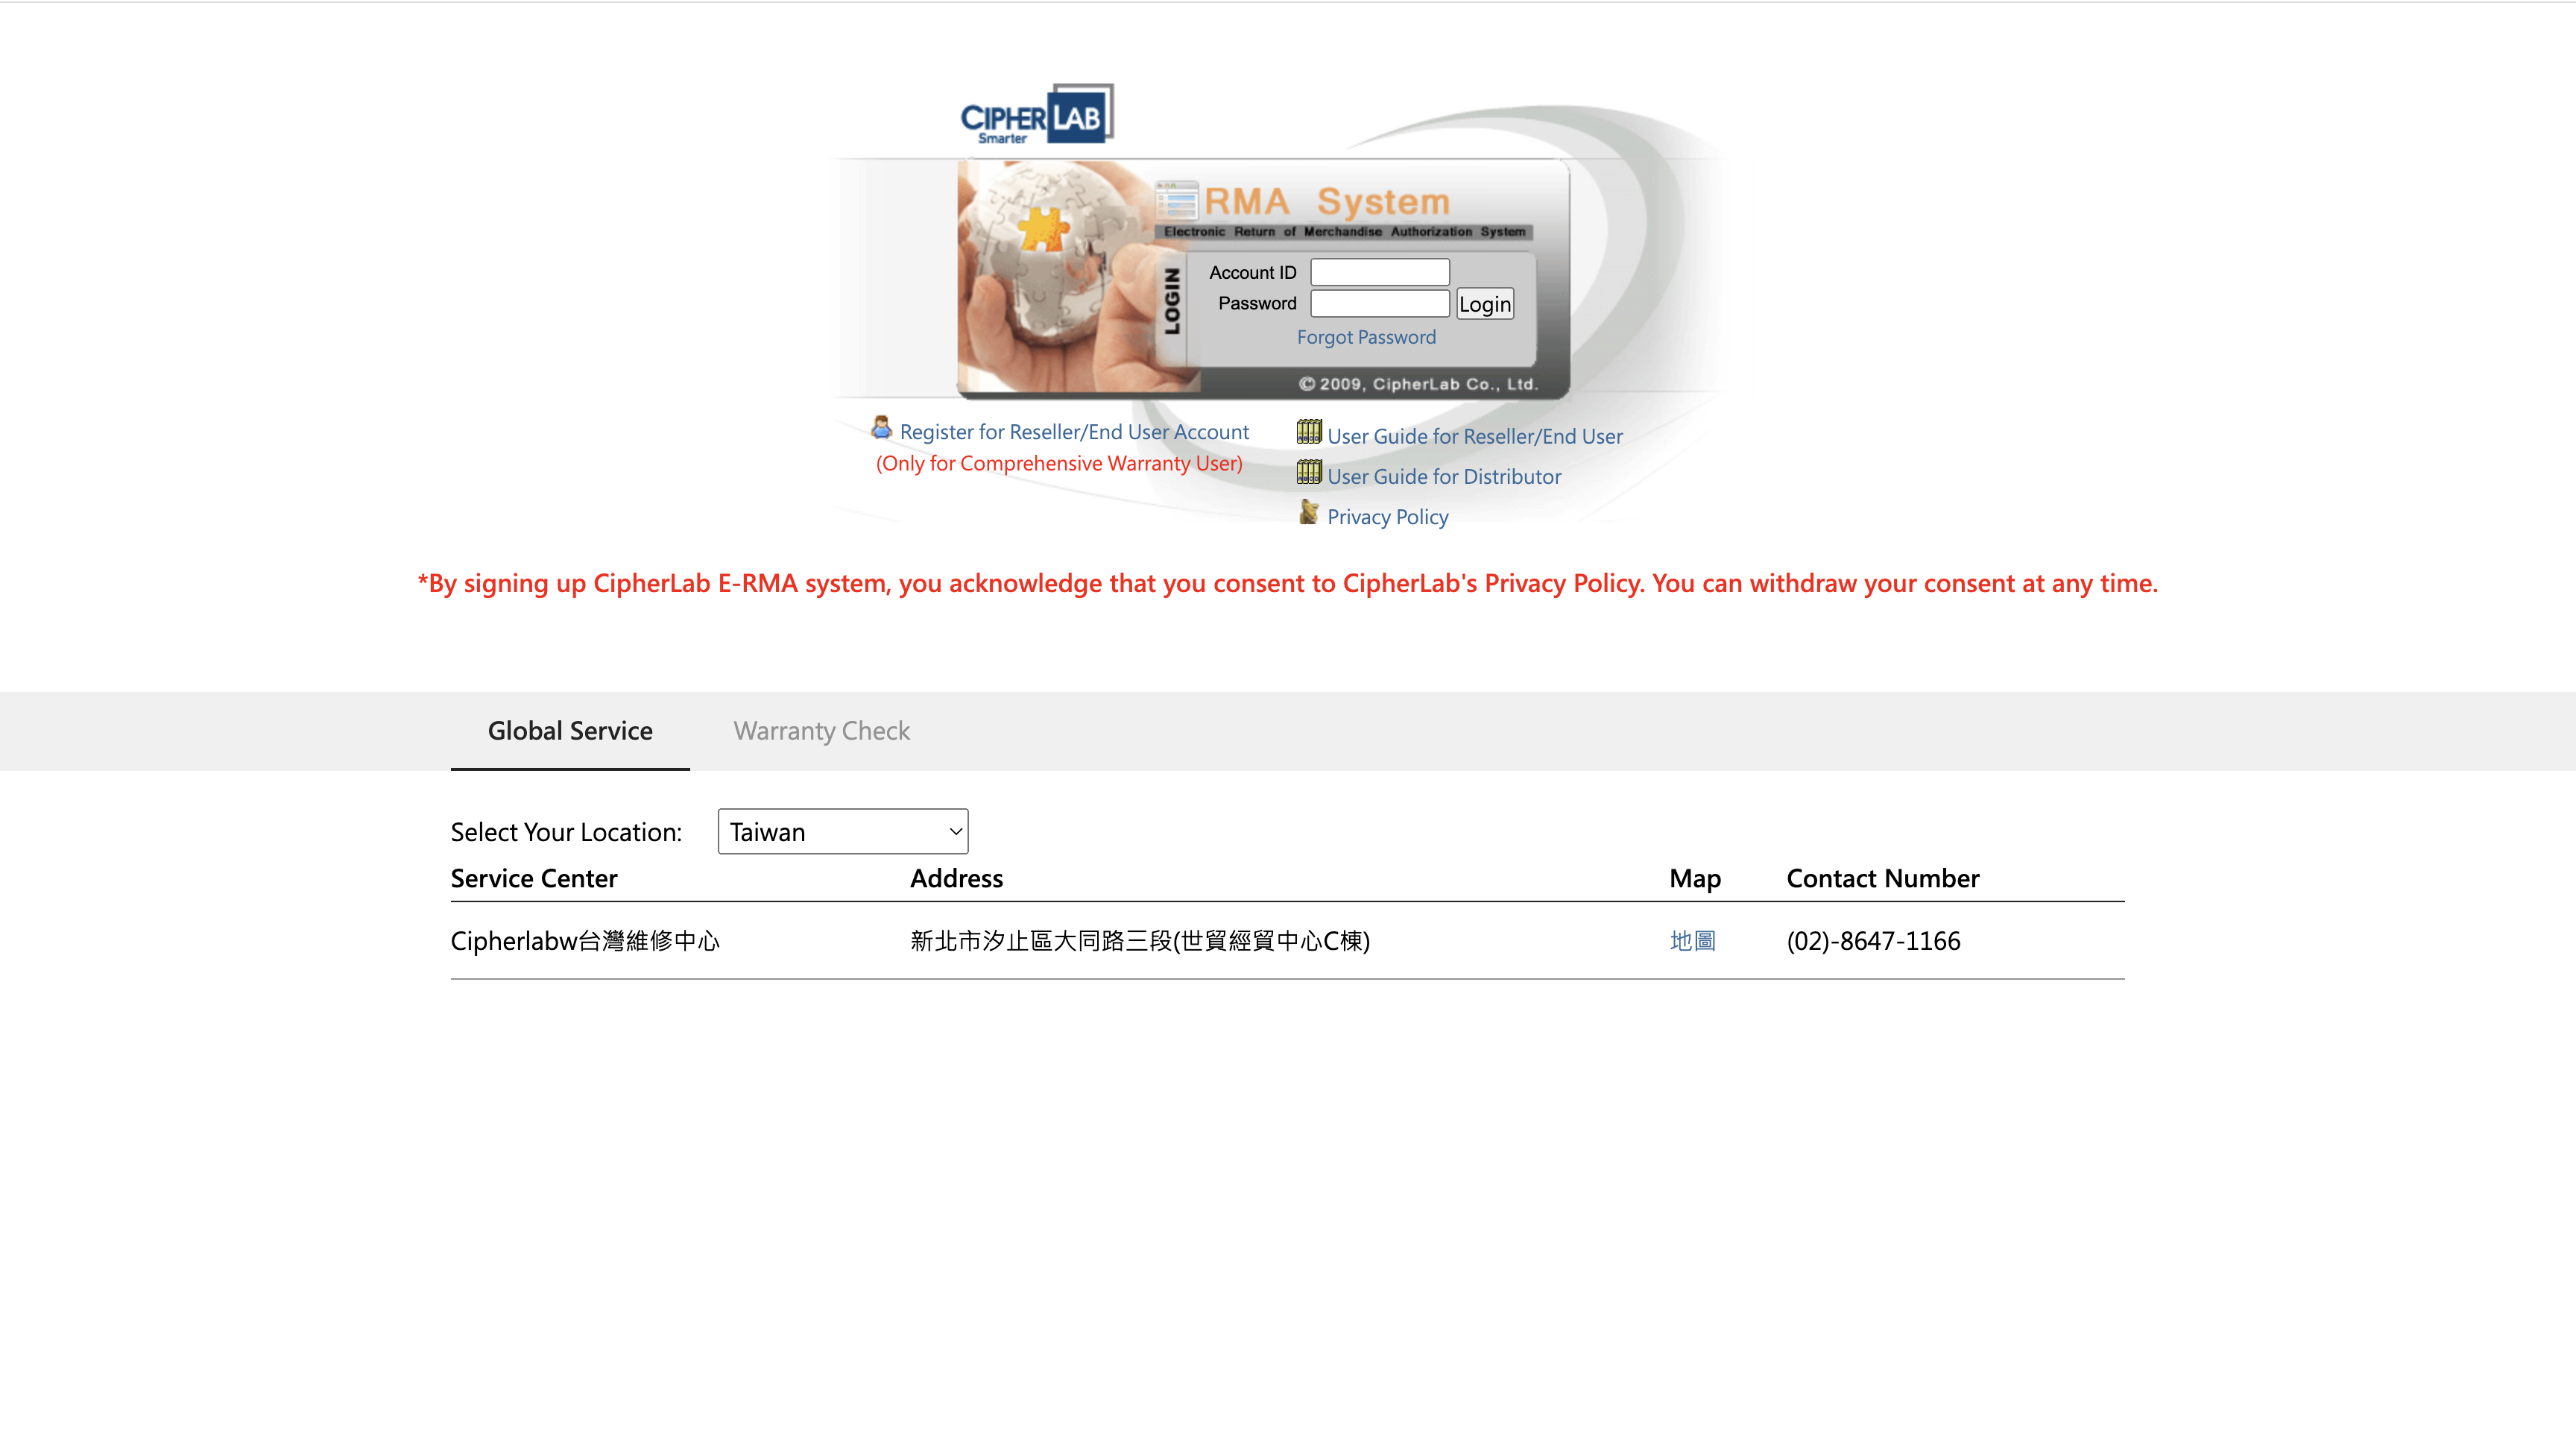 CIPHERLAB
Smarter
RMA System
Electronic Return of Merchandise Authorization System
LOGIN
Account ID
Password
Login
Forgot Password
© 2009, CipherLab Co., Ltd.
Register for Reseller/End User Account
(Only for Comprehensive Warranty User)
User Guide for Reseller/End User
User Guide for Distributor
Privacy Policy
*By signing up CipherLab E-RMA system, you acknowledge that you consent to CipherLab's Privacy Policy. You can withdraw your consent at any time.
Global Service Warranty Check
Select Your Location: Taiwan
Service Center Address Map Contact Number
Cipherlabw台灣維修中心 新北市汐止區大同路三段(世貿經貿中心C棟) 地圖 (02)-8647-1166